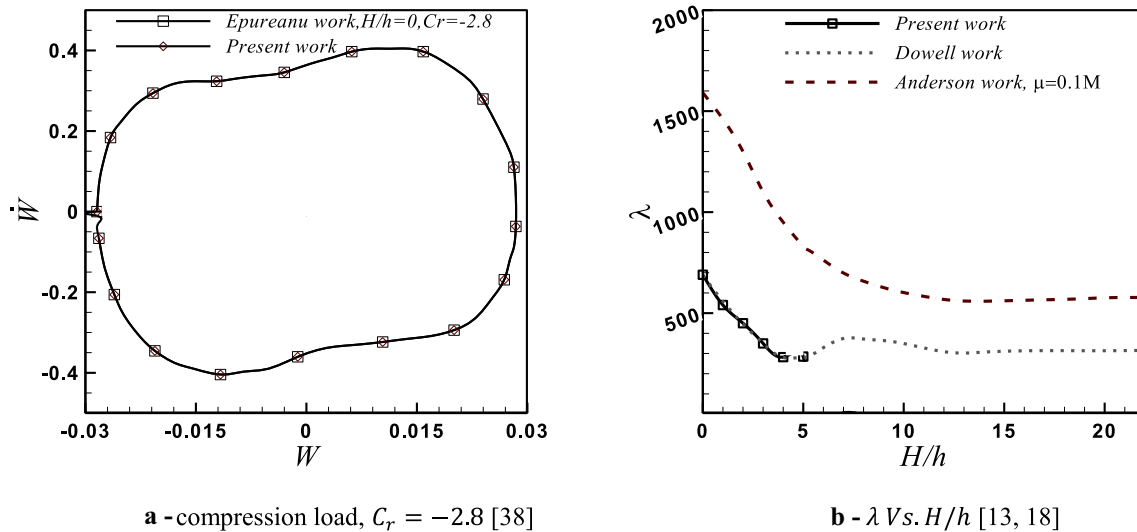 Epureanu work,H/h=0,Cr=-2.8
Present work
0.4
0.2
0
-0.2
-0.4
Ẇ
-0.03
-0.015
0
0.015
0.03
W
a - compression load, C_r = −2.8 [38]
Present work
Dowell work
Anderson work, μ=0.1M
2000
1500
1000
500
λ
0
5
10
15
20
H/h
b - λ Vs. H/h [13, 18]